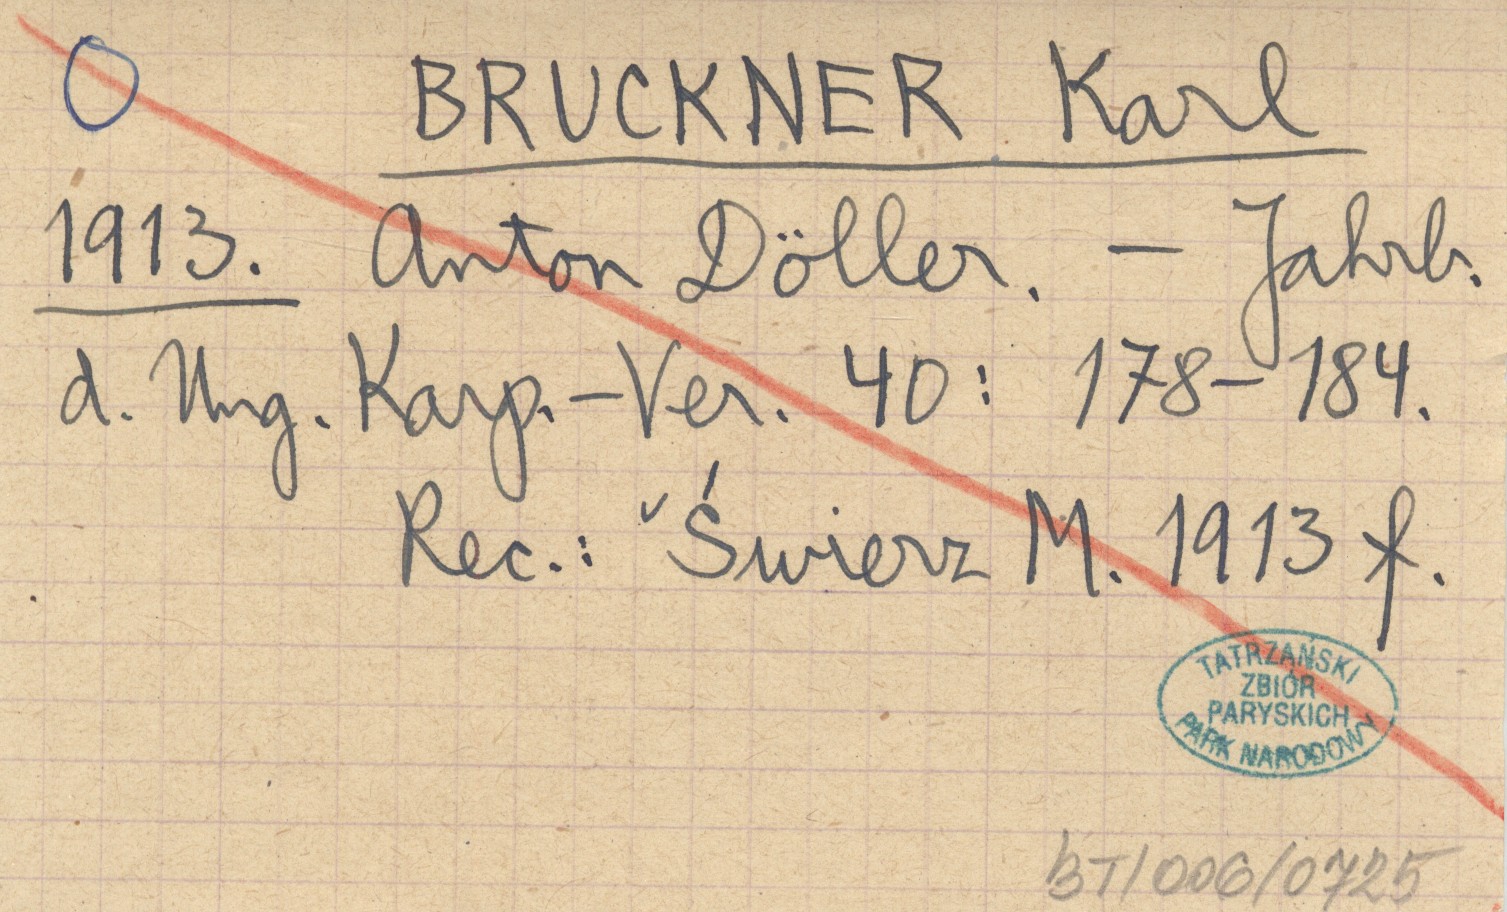 BRUCKNER Karl
1913. Anton Döller. – Jahrb.
d. Ung. Karp.–Ver. 40: 178–184.
Rec.: ˇŚwierz M. 1913 f.
TATRZAŃSKI
ZBIÓR
PARYSKICH
PARK NARODOWY
BT/006/0725